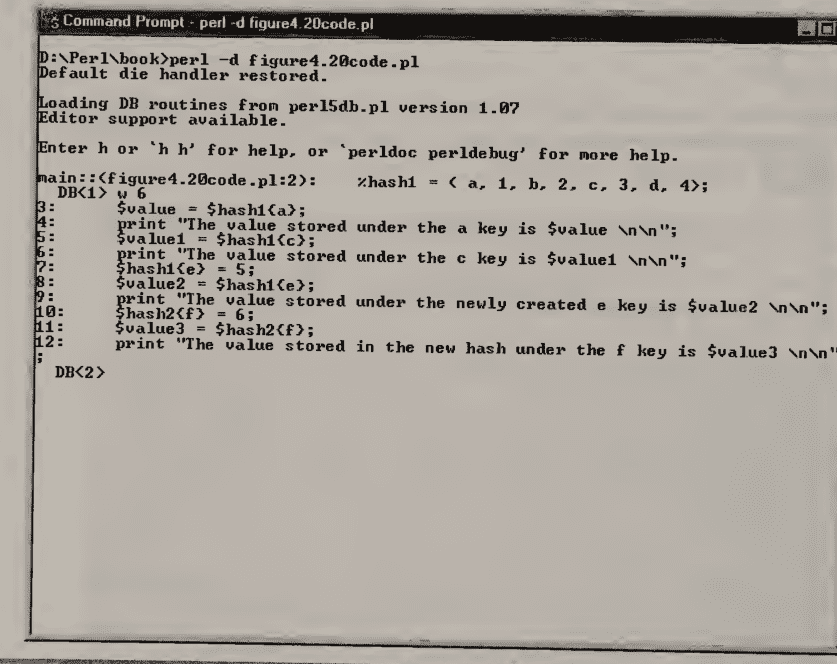 Command Prompt - perl -d figure4.20code.pl
D:\Perl\book>perl -d figure4.20code.pl
Default die handler restored.
Loading DB routines from perl5db.pl version 1.07
Editor support available.
Enter h or `h h' for help, or `perldoc perldebug' for more help.
main::(figure4.20code.pl:2):    %hash1 = ( a, 1, b, 2, c, 3, d, 4);
DB<1> w 6
3:      $value = $hash1{a};
4:      print "The value stored under the a key is $value \n\n";
5:      $value1 = $hash1{c};
6:      print "The value stored under the c key is $value1 \n\n";
7:      $hash1{e} = 5;
8:      $value2 = $hash1{e};
9:      print "The value stored under the newly created e key is $value2 \n\n";
10:     $hash2{f} = 6;
11:     $value3 = $hash2{f};
12:     print "The value stored in the new hash under the f key is $value3 \n\n"
;
DB<2>